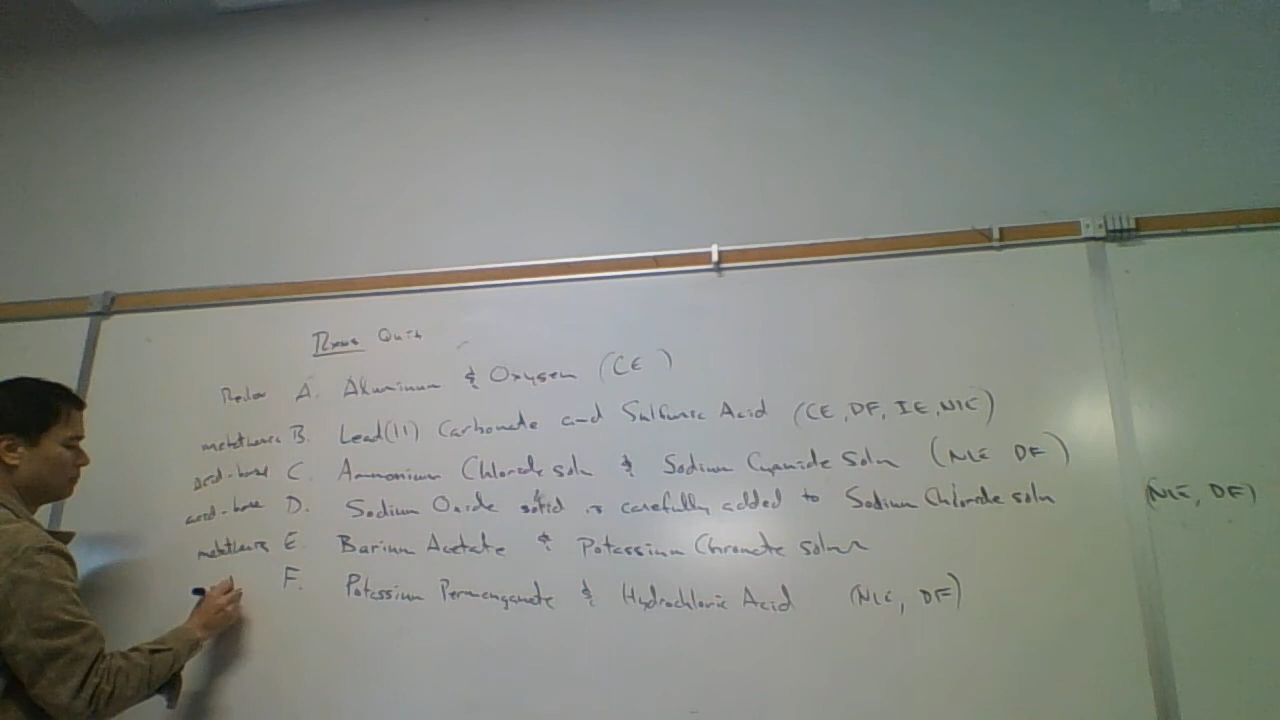 Rxns Quiz
Redox A. Aluminum & Oxygen (CE)
metathesis B. Lead(II) Carbonate and Sulfuric Acid (CE, DF, IE, NIE)
acid-base C. Ammonium Chloride soln & Sodium Cyanide soln (NIE DF)
acid-base D. Sodium Oxide solid is carefully added to Sodium Chloride soln (NIE, DF)
metathesis E Barium Acetate & Potassium Chromate solns
F. Potassium Permanganate & Hydrochloric Acid (NIE, DF)